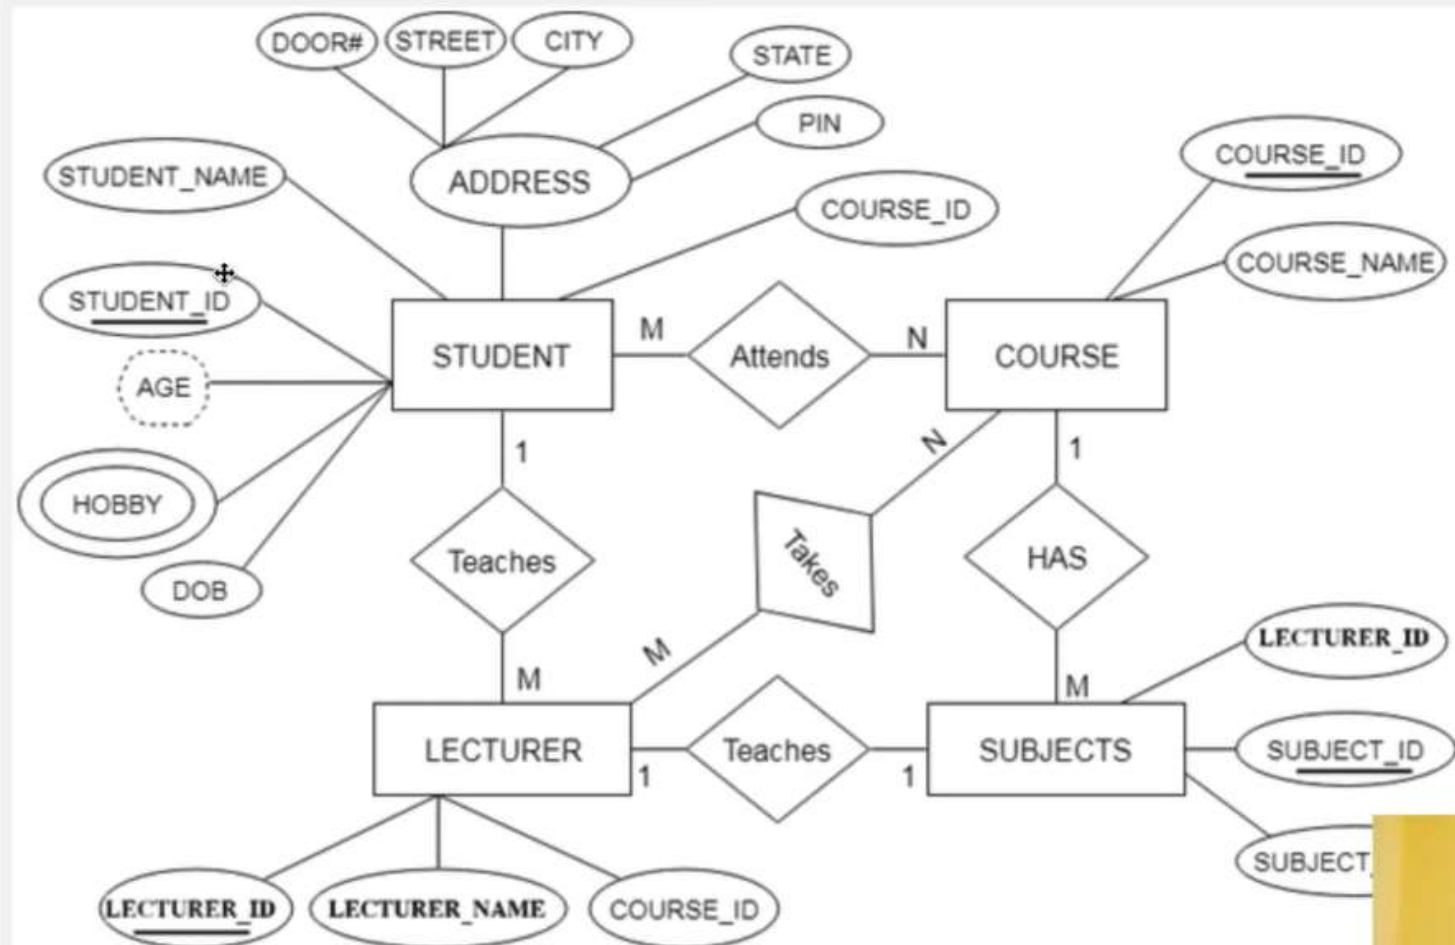 DOOR#
STREET
CITY
STATE
PIN
STUDENT_NAME
ADDRESS
COURSE_ID
COURSE_ID
COURSE_NAME
STUDENT_ID
AGE
HOBBY
DOB
STUDENT
M
Attends
N
COURSE
1
Teaches
M
N
Takes
M
1
HAS
M
LECTURER
1
Teaches
1
SUBJECTS
LECTURER_ID
SUBJECT_ID
SUBJECT_
LECTURER_ID
LECTURER_NAME
COURSE_ID